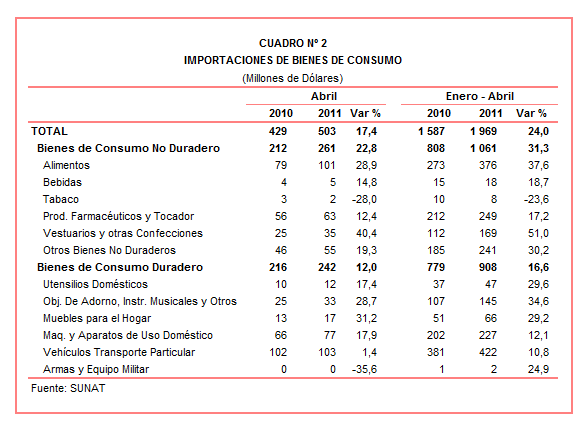 CUADRO Nº 2
IMPORTACIONES DE BIENES DE CONSUMO
(Millones de Dólares)
Abril Enero - Abril
2010 2011 Var % 2010 2011 Var %
TOTAL 429 503 17,4 1 587 1 969 24,0
Bienes de Consumo No Duradero 212 261 22,8 808 1 061 31,3
Alimentos 79 101 28,9 273 376 37,6
Bebidas 4 5 14,8 15 18 18,7
Tabaco 3 2 -28,0 10 8 -23,6
Prod. Farmacéuticos y Tocador 56 63 12,4 212 249 17,2
Vestuarios y otras Confecciones 25 35 40,4 112 169 51,0
Otros Bienes No Duraderos 46 55 19,3 185 241 30,2
Bienes de Consumo Duradero 216 242 12,0 779 908 16,6
Utensilios Domésticos 10 12 17,4 37 47 29,6
Obj. De Adorno, Instr. Musicales y Otros 25 33 28,7 107 145 34,6
Muebles para el Hogar 13 17 31,2 51 66 29,2
Maq. y Aparatos de Uso Doméstico 66 77 17,9 202 227 12,1
Vehículos Transporte Particular 102 103 1,4 381 422 10,8
Armas y Equipo Militar 0 0 -35,6 1 2 24,9
Fuente: SUNAT